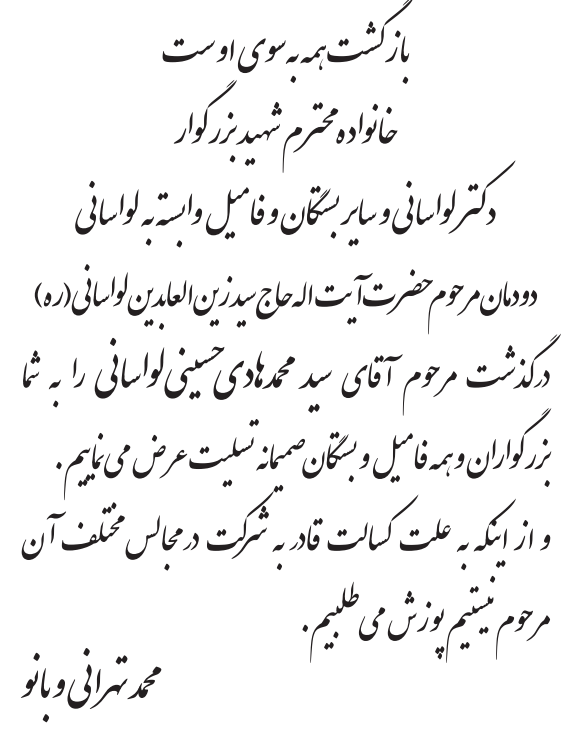 بازگشت همه به سوی اوست
خانواده محترم شهید بزرگوار
دکتر لواسانی و سایر بستگان و فامیل وابسته به لواسانی
دودمان مرحوم حضرت آیت اله حاج سید زین العابدین لواسانی (ره)
درگذشت مرحوم آقای سید محمدهادی حسینی لواسانی را به شما
بزرگواران و همه فامیل و بستگان صمیمانه تسلیت عرض می نماییم.
و از اینکه به علت کسالت قادر به شرکت در مجالس مختلف آن
مرحوم نیستیم پوزش می طلبیم.
محمد تهرانی و بانو